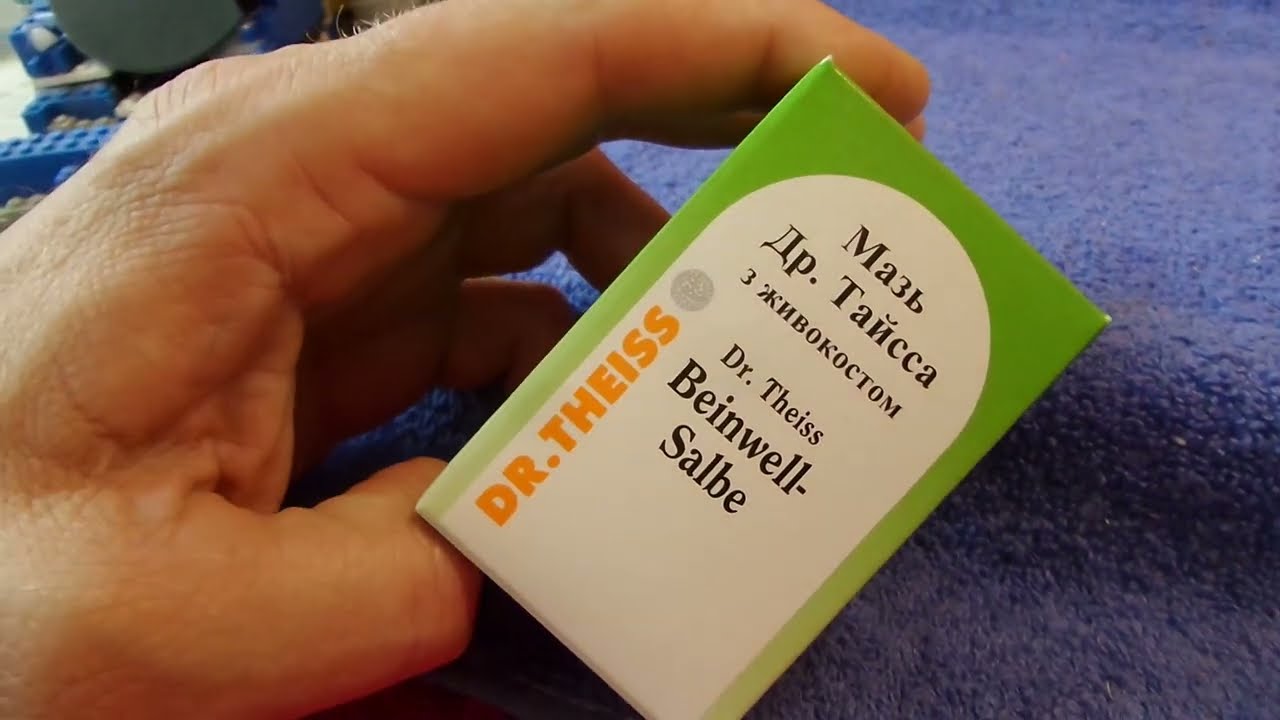 Мазь
Др. Тайсса
з живокостом
Dr. Theiss
Beinwell-
Salbe
DR.THEISS